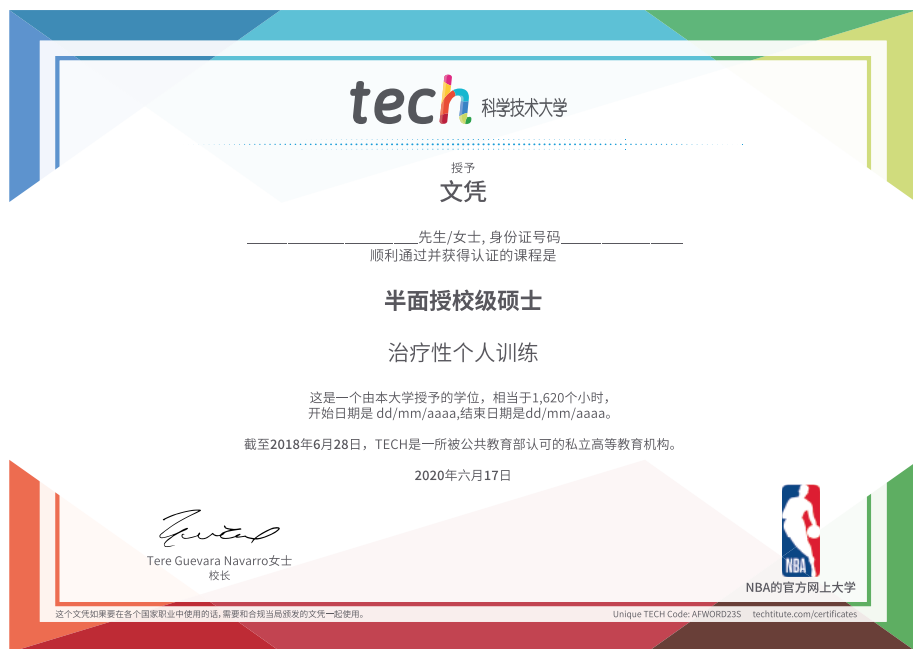 tech 科学技术大学
授予
文凭
先生/女士, 身份证号码
顺利通过并获得认证的课程是
半面授校级硕士
治疗性个人训练
这是一个由本大学授予的学位，相当于1,620个小时，
开始日期是 dd/mm/aaaa,结束日期是dd/mm/aaaa。
截至2018年6月28日，TECH是一所被公共教育部认可的私立高等教育机构。
2020年六月17日
Tere Guevara Navarro女士
校长
NBA
NBA的官方网上大学
这个文凭如果要在各个国家职业中使用的话,需要和合规当局颁发的文凭一起使用。
Unique TECH Code: AFWORD23S techtitute.com/certificates